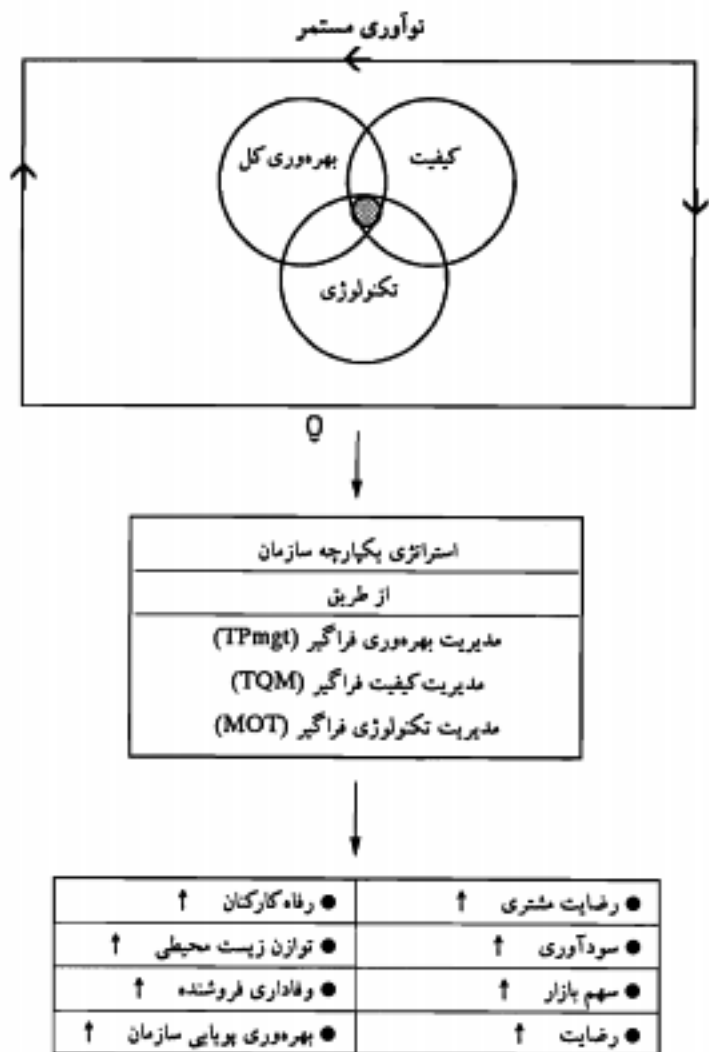 نوآوری مستمر
کیفیت
بهره‌وری کل
تکنولوژی
استراتژی یکپارچه سازمان
از طریق
مدیریت بهره‌وری فراگیر (TPmgt)
مدیریت کیفیت فراگیر (TQM)
مدیریت تکنولوژی فراگیر (MOT)
● رضایت مشتری ↑ ● رفاه کارکنان ↑
● سودآوری ↑ ● توازن زیست محیطی ↑
● سهم بازار ↑ ● وفاداری فروشنده ↑
● رضایت ↑ ● بهره‌وری پویایی سازمان ↑